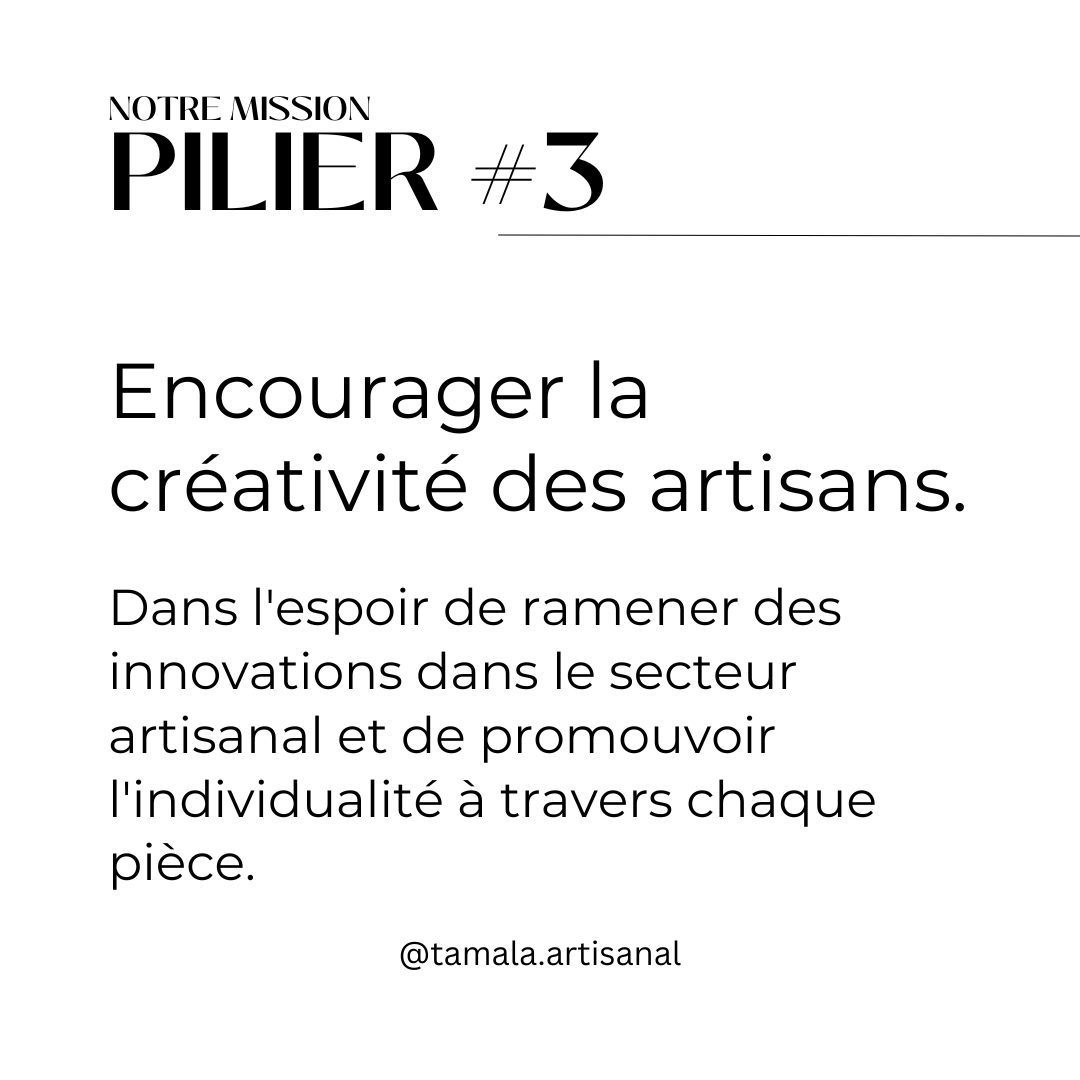 NOTRE MISSION
PILIER #3
Encourager la
créativité des artisans.
Dans l'espoir de ramener des
innovations dans le secteur
artisanal et de promouvoir
l'individualité à travers chaque
pièce.
@tamala.artisanal